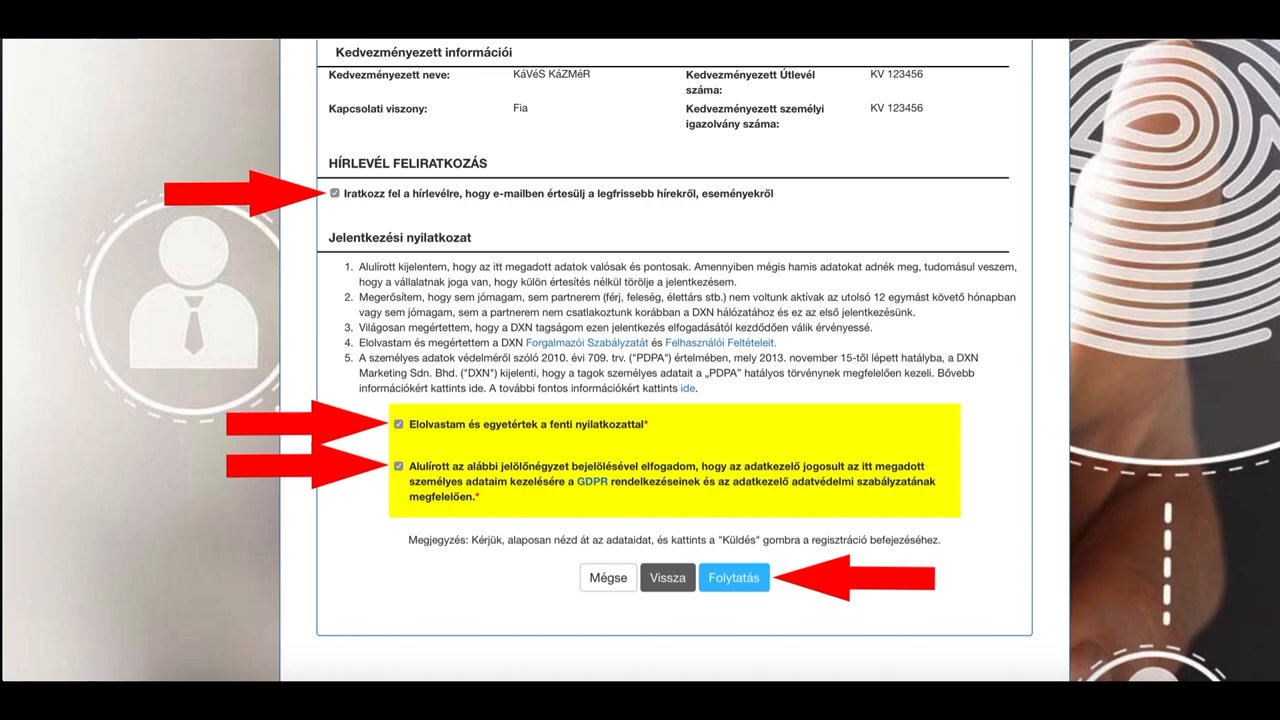 Kedvezményezett információi
Kedvezményezett neve: KáVéS KáZMéR Kedvezményezett Útlevél száma: KV 123456
Kapcsolati viszony: Fia Kedvezményezett személyi igazolvány száma: KV 123456
HÍRLEVÉL FELIRATKOZÁS
Iratkozz fel a hírlevélre, hogy e-mailben értesülj a legfrissebb hírekről, eseményekről
Jelentkezési nyilatkozat
1. Alulírott kijelentem, hogy az itt megadott adatok valósak és pontosak. Amennyiben mégis hamis adatokat adnék meg, tudomásul veszem,
hogy a vállalatnak joga van, hogy külön értesítés nélkül törölje a jelentkezésem.
2. Megerősítem, hogy sem jómagam, sem partnerem (férj, feleség, élettárs stb.) nem voltunk aktívak az utolsó 12 egymást követő hónapban
vagy sem jómagam, sem a partnerem nem csatlakoztunk korábban a DXN hálózatához és ez az első jelentkezésünk.
3. Világosan megértettem, hogy a DXN tagságom ezen jelentkezés elfogadásától kezdődően válik érvényessé.
4. Elolvastam és megértettem a DXN Forgalmazói Szabályzatát és Felhasználói Feltételeit.
5. A személyes adatok védelméről szóló 2010. évi 709. trv. ("PDPA") értelmében, mely 2013. november 15-től lépett hatályba, a DXN
Marketing Sdn. Bhd. ("DXN") kijelenti, hogy a tagok személyes adatait a „PDPA" hatályos törvénynek megfelelően kezeli. Bővebb
információkért kattints ide. A további fontos információkért kattints ide.
Elolvastam és egyetértek a fenti nyilatkozattal*
Alulírott az alábbi jelölőnégyzet bejelölésével elfogadom, hogy az adatkezelő jogosult az itt megadott
személyes adataim kezelésére a GDPR rendelkezéseinek és az adatkezelő adatvédelmi szabályzatának
megfelelően.*
Megjegyzés: Kérjük, alaposan nézd át az adataidat, és kattints a "Küldés" gombra a regisztráció befejezéséhez.
Mégse Vissza Folytatás